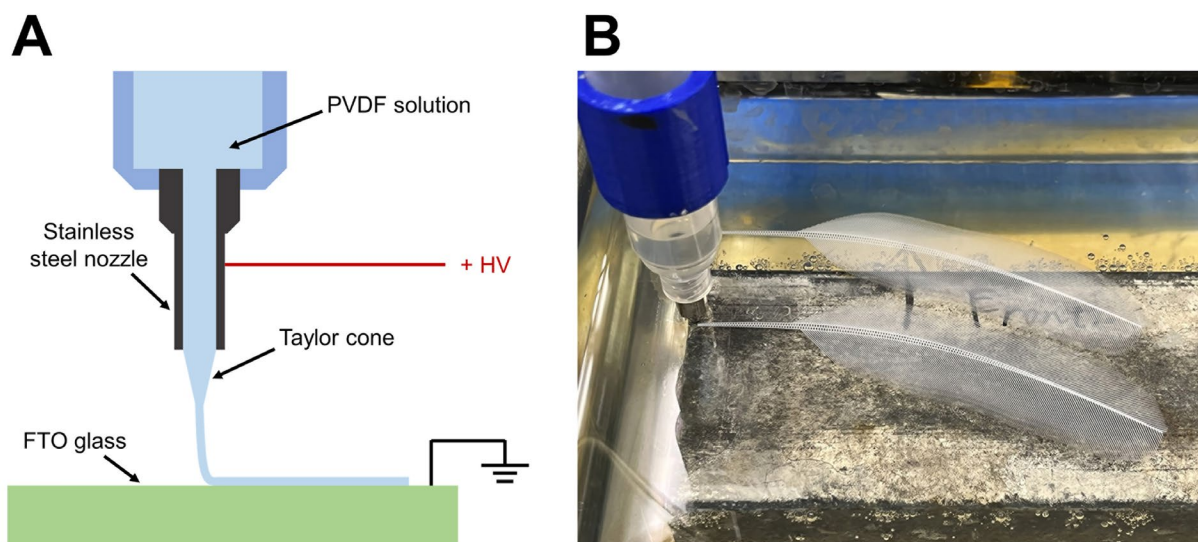 A
B
PVDF solution
Stainless
steel nozzle
+ HV
Taylor cone
FTO glass
Front